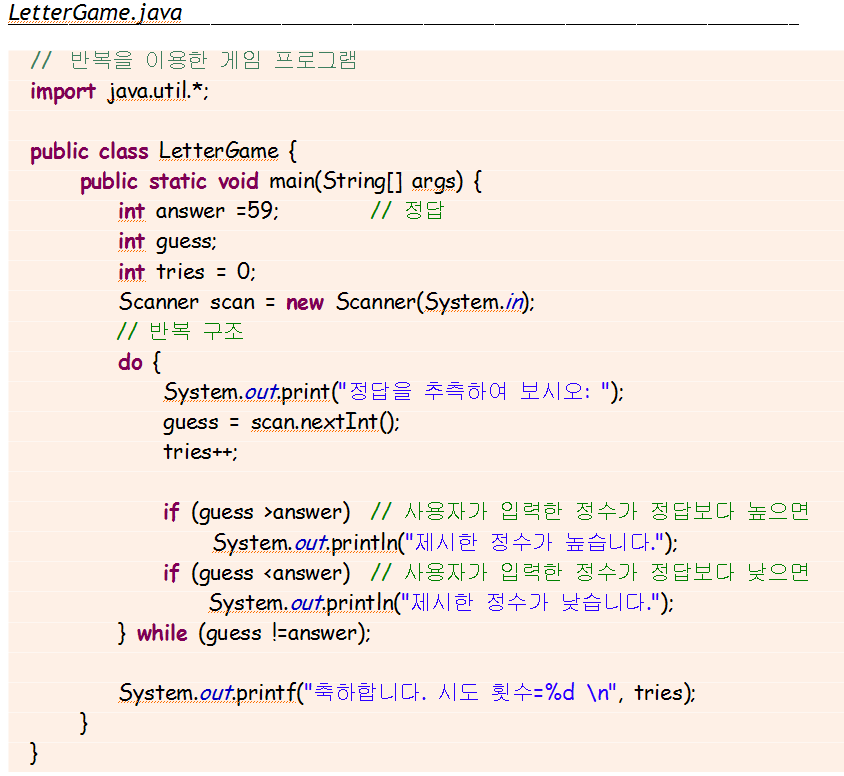 LetterGame.java
// 반복을 이용한 게임 프로그램
import java.util.*;
public class LetterGame {
public static void main(String[] args) {
int answer =59; // 정답
int guess;
int tries = 0;
Scanner scan = new Scanner(System.in);
// 반복 구조
do {
System.out.print("정답을 추측하여 보시오: ");
guess = scan.nextInt();
tries++;
if (guess >answer) // 사용자가 입력한 정수가 정답보다 높으면
System.out.println("제시한 정수가 높습니다.");
if (guess <answer) // 사용자가 입력한 정수가 정답보다 낮으면
System.out.println("제시한 정수가 낮습니다.");
} while (guess !=answer);
System.out.printf("축하합니다. 시도 횟수=%d \n", tries);
}
}